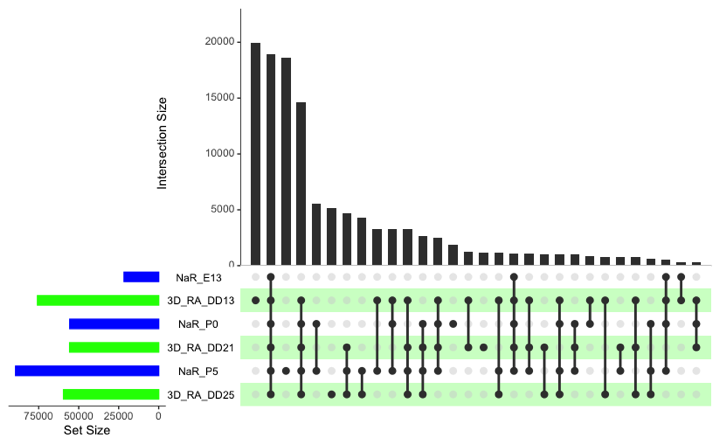 20000
15000
10000
5000
0
Intersection Size
NaR_E13
3D_RA_DD13
NaR_P0
3D_RA_DD21
NaR_P5
3D_RA_DD25
75000 50000 25000 0
Set Size